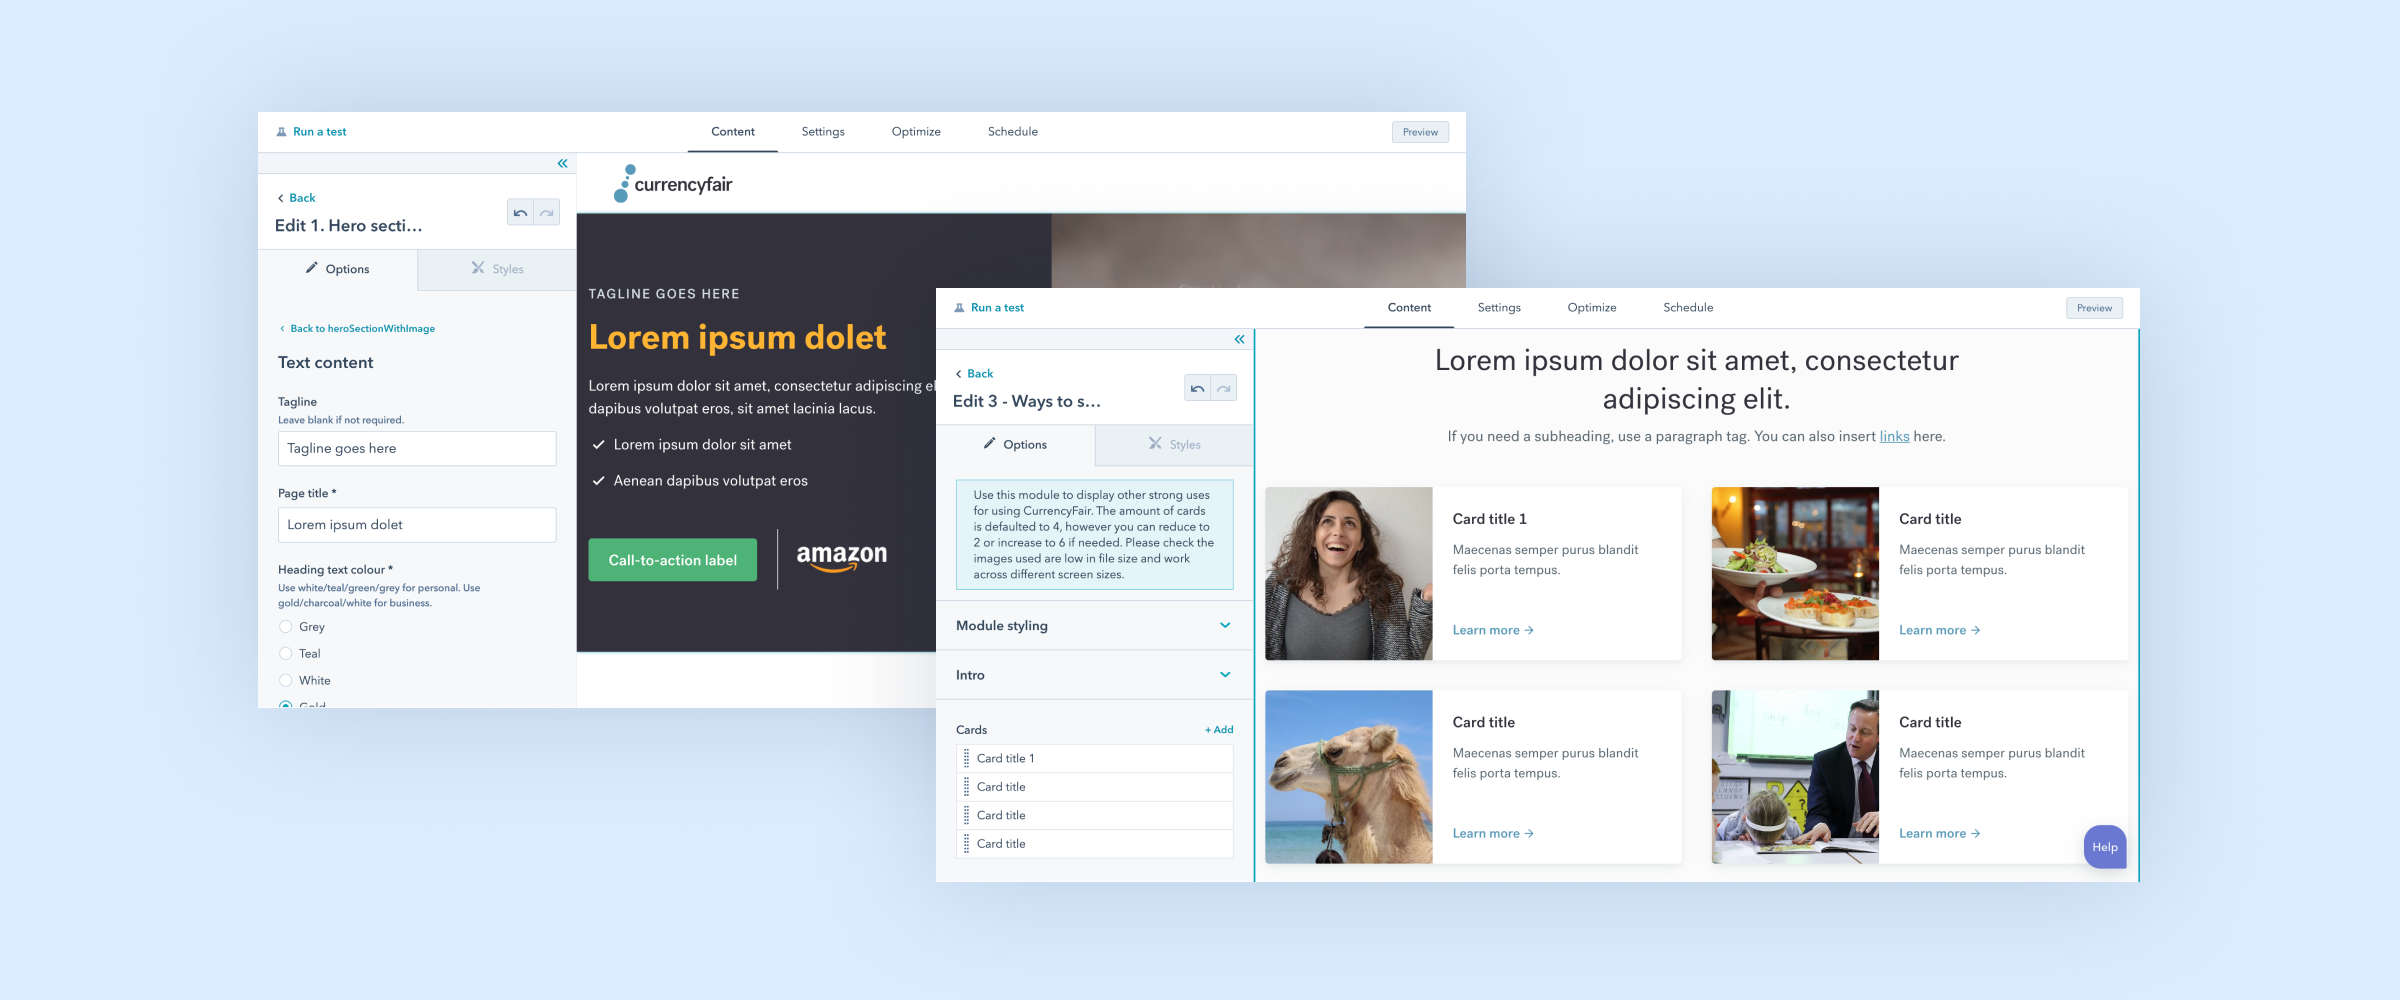 Run a test
Content
Settings
Optimize
Schedule
Preview
Back
Edit 1. Hero secti...
Options
Styles
Back to heroSectionWithImage
Text content
Tagline
Leave blank if not required.
Tagline goes here
Page title *
Lorem ipsum dolet
Heading text colour *
Use white/teal/green/grey for personal. Use
gold/charcoal/white for business.
Grey
Teal
White
Gold
currencyfair
TAGLINE GOES HERE
Lorem ipsum dolet
Lorem ipsum dolor sit amet, consectetur adipiscing
dapibus volutpat eros, sit amet lacinia lacus.
Lorem ipsum dolor sit amet
Aenean dapibus volutpat eros
Call-to-action label
amazon
Run a test
Content
Settings
Optimize
Schedule
Preview
Back
Edit 3 - Ways to s...
Options
Styles
Use this module to display other strong uses
for using CurrencyFair. The amount of cards
is defaulted to 4, however you can reduce to
2 or increase to 6 if needed. Please check the
images used are low in file size and work
across different screen sizes.
Module styling
Intro
Cards
+ Add
Card title 1
Card title
Card title
Card title
Lorem ipsum dolor sit amet, consectetur
adipiscing elit.
If you need a subheading, use a paragraph tag. You can also insert links here.
Card title 1
Maecenas semper purus blandit
felis porta tempus.
Learn more →
Card title
Maecenas semper purus blandit
felis porta tempus.
Learn more →
Card title
Maecenas semper purus blandit
felis porta tempus.
Learn more →
Card title
Maecenas semper purus blandit
felis porta tempus.
Learn more →
Help